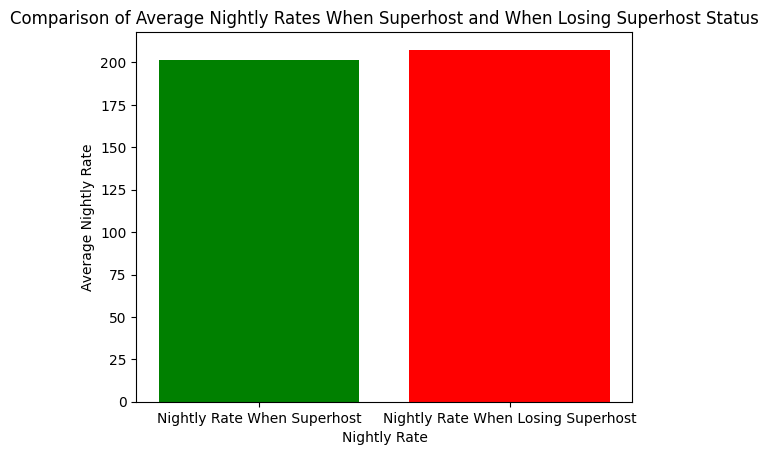 Comparison of Average Nightly Rates When Superhost and When Losing Superhost Status
Average Nightly Rate
200
175
150
125
100
75
50
25
0
Nightly Rate When Superhost
Nightly Rate When Losing Superhost
Nightly Rate